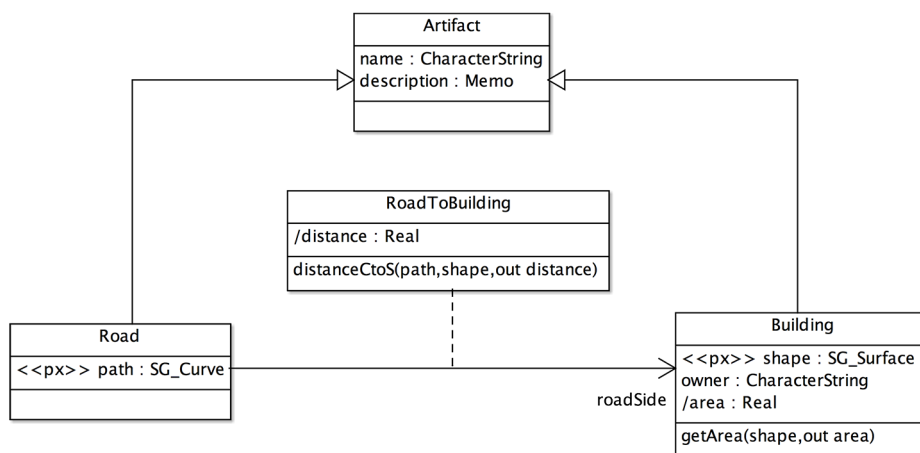 Artifact
name : CharacterString
description : Memo
RoadToBuilding
/distance : Real
distanceCtoS(path,shape,out distance)
Road
<<px>> path : SG_Curve
roadSide
Building
<<px>> shape : SG_Surface
owner : CharacterString
/area : Real
getArea(shape,out area)